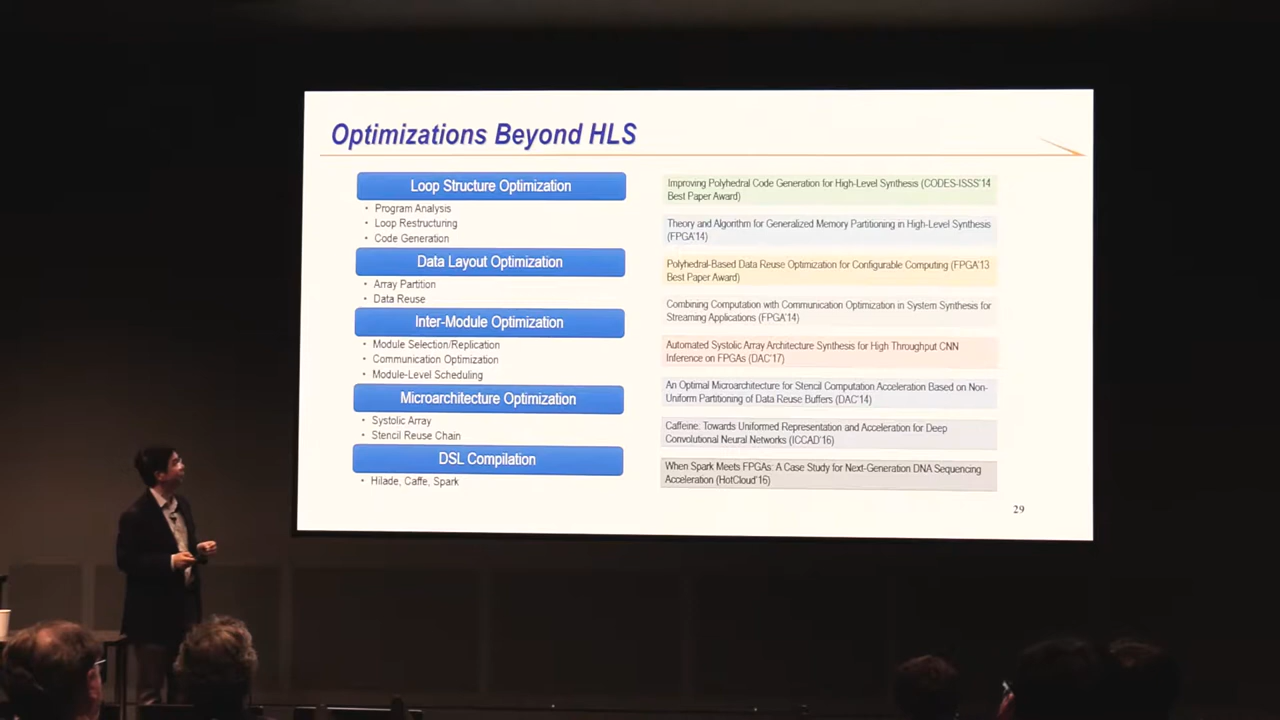 Optimizations Beyond HLS
Loop Structure Optimization
• Program Analysis
• Loop Restructuring
• Code Generation
Data Layout Optimization
• Array Partition
• Data Reuse
Inter-Module Optimization
• Module Selection/Replication
• Communication Optimization
• Module-Level Scheduling
Microarchitecture Optimization
• Systolic Array
• Stencil Reuse Chain
DSL Compilation
• Hilade, Caffe, Spark
Improving Polyhedral Code Generation for High-Level Synthesis (CODES-ISSS'14
Best Paper Award)
Theory and Algorithm for Generalized Memory Partitioning in High-Level Synthesis
(FPGA'14)
Polyhedral-Based Data Reuse Optimization for Configurable Computing (FPGA'13
Best Paper Award)
Combining Computation with Communication Optimization in System Synthesis for
Streaming Applications (FPGA'14)
Automated Systolic Array Architecture Synthesis for High Throughput CNN
Inference on FPGAs (DAC'17)
An Optimal Microarchitecture for Stencil Computation Acceleration Based on Non-
Uniform Partitioning of Data Reuse Buffers (DAC'14)
Caffeine: Towards Uniformed Representation and Acceleration for Deep
Convolutional Neural Networks (ICCAD'16)
When Spark Meets FPGAs: A Case Study for Next-Generation DNA Sequencing
Acceleration (HotCloud'16)
29